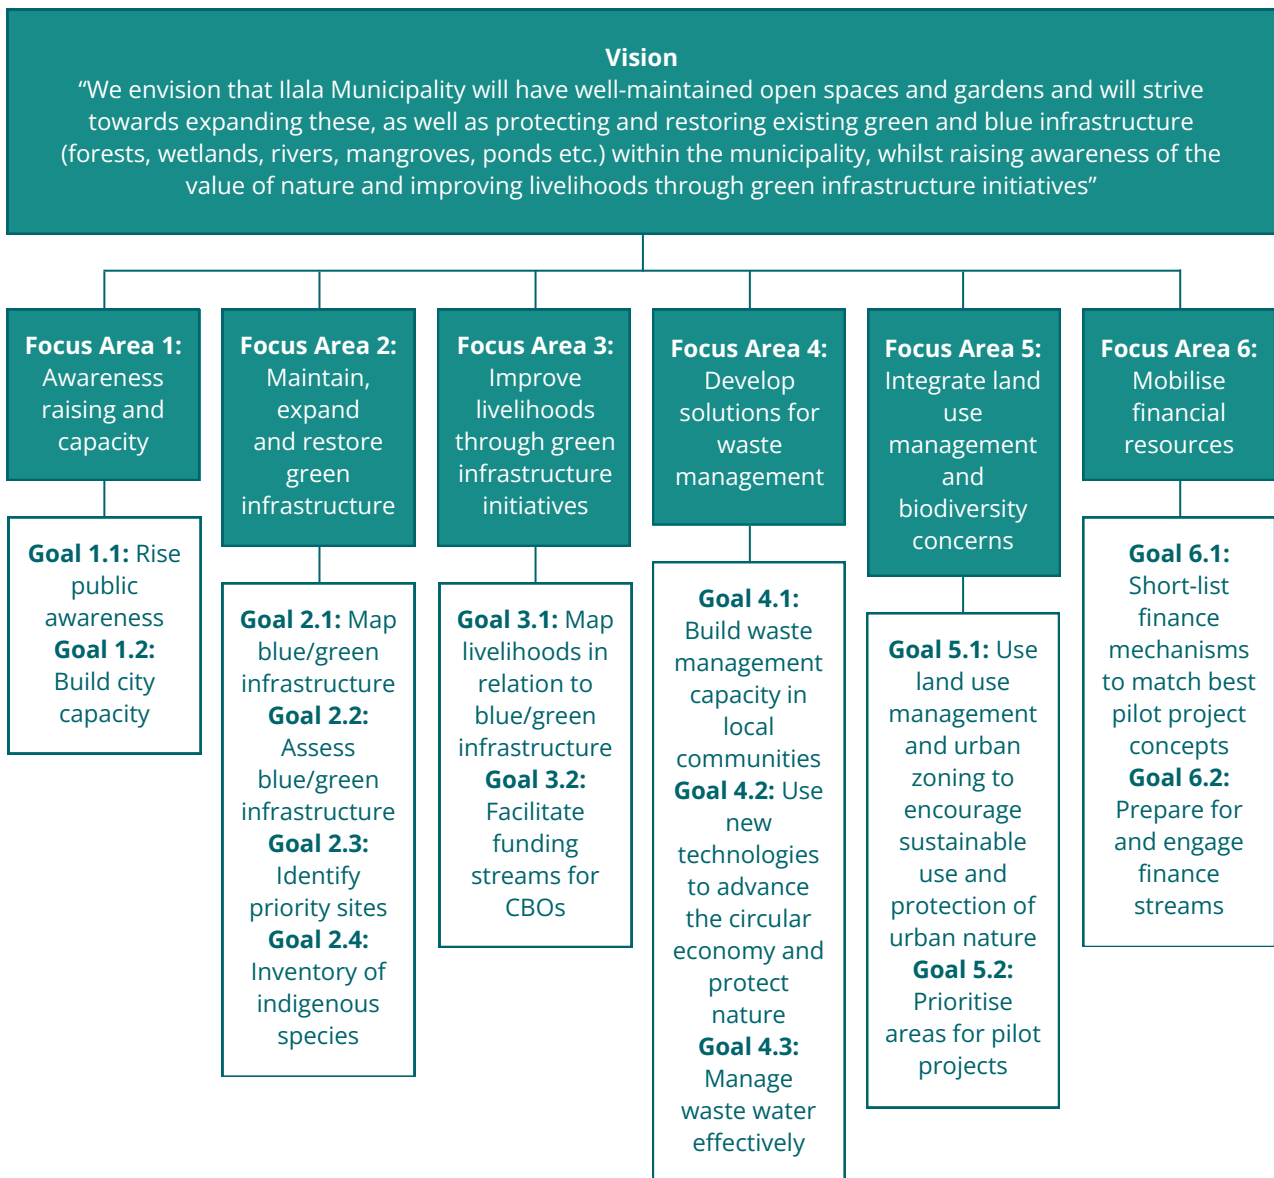 Vision
“We envision that Ilala Municipality will have well-maintained open spaces and gardens and will strive
towards expanding these, as well as protecting and restoring existing green and blue infrastructure
(forests, wetlands, rivers, mangroves, ponds etc.) within the municipality, whilst raising awareness of the
value of nature and improving livelihoods through green infrastructure initiatives”
Focus Area 1:
Awareness
raising and
capacity
Goal 1.1: Rise
public
awareness
Goal 1.2:
Build city
capacity
Focus Area 2:
Maintain,
expand
and restore
green
infrastructure
Goal 2.1: Map
blue/green
infrastructure
Goal 2.2:
Assess
blue/green
infrastructure
Goal 2.3:
Identify
priority sites
Goal 2.4:
Inventory of
indigenous
species
Focus Area 3:
Improve
livelihoods
through green
infrastructure
initiatives
Goal 3.1: Map
livelihoods in
relation to
blue/green
infrastructure
Goal 3.2:
Facilitate
funding
streams for
CBOs
Focus Area 4:
Develop
solutions for
waste
management
Goal 4.1:
Build waste
management
capacity in
local
communities
Goal 4.2: Use
new
technologies
to advance
the circular
economy and
protect
nature
Goal 4.3:
Manage
waste water
effectively
Focus Area 5:
Integrate land
use
management
and
biodiversity
concerns
Goal 5.1: Use
land use
management
and urban
zoning to
encourage
sustainable
use and
protection of
urban nature
Goal 5.2:
Prioritise
areas for pilot
projects
Focus Area 6:
Mobilise
financial
resources
Goal 6.1:
Short-list
finance
mechanisms
to match best
pilot project
concepts
Goal 6.2:
Prepare for
and engage
finance
streams